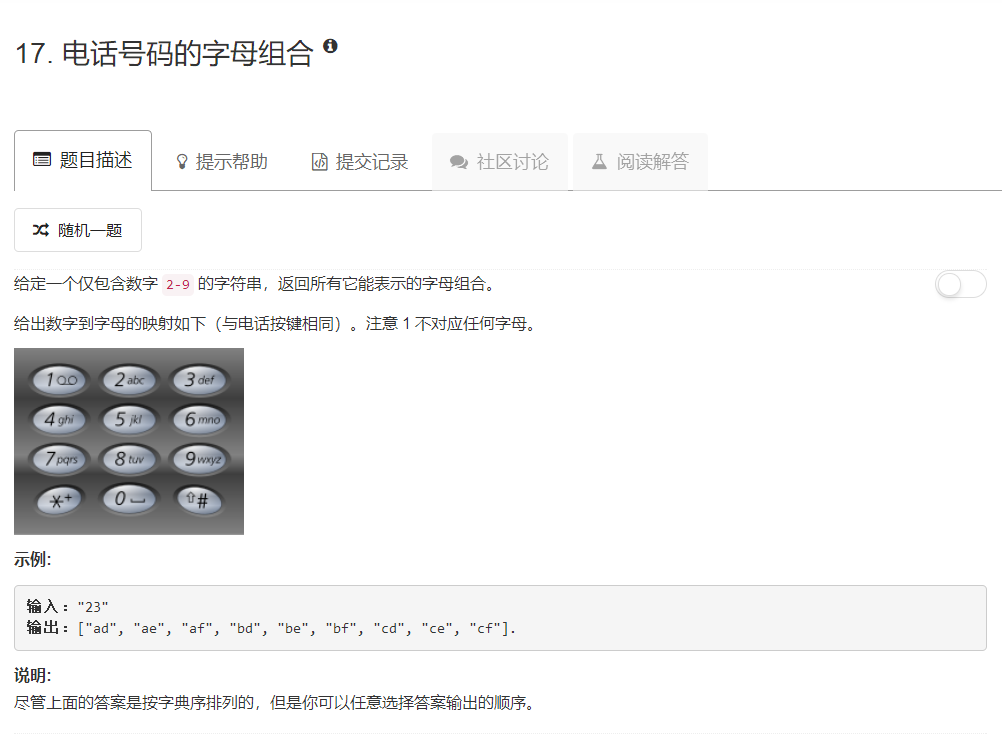 17. 电话号码的字母组合
题目描述 提示帮助 提交记录 社区讨论 阅读解答
随机一题
给定一个仅包含数字 2-9 的字符串，返回所有它能表示的字母组合。
给出数字到字母的映射如下（与电话按键相同）。注意 1 不对应任何字母。
1 2 abc 3 def
4 ghi 5 jkl 6 mno
7 pqrs 8 tuv 9 wxyz
*+ 0 #
示例:
输入："23"
输出：["ad", "ae", "af", "bd", "be", "bf", "cd", "ce", "cf"].
说明:
尽管上面的答案是按字典序排列的，但是你可以任意选择答案输出的顺序。